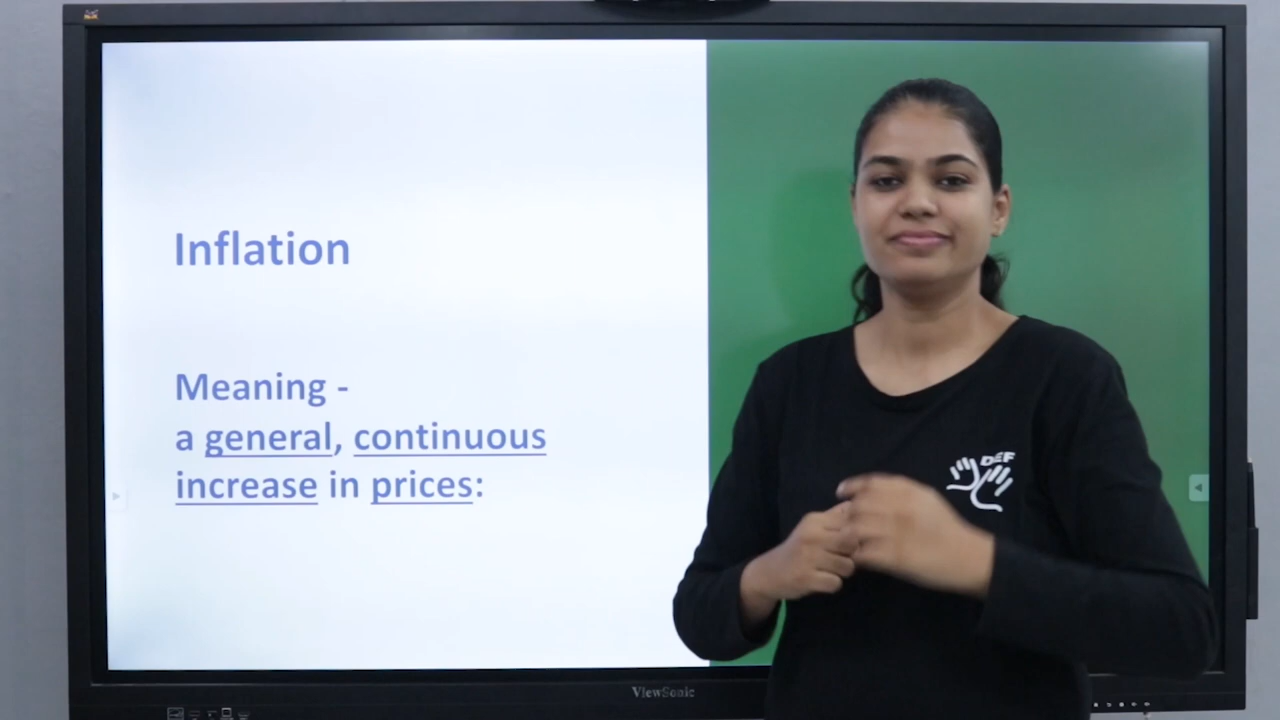 Inflation
Meaning -
a general, continuous
increase in prices:
DEF
ViewSonic